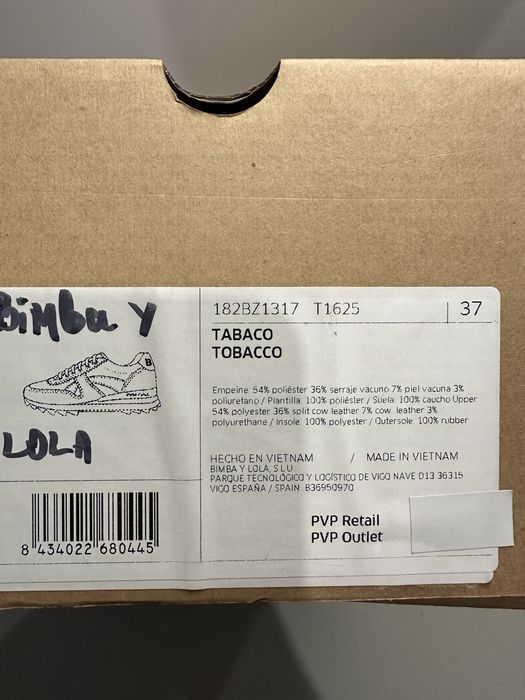 Bimba Y
LOLA
8 434022 680445
182BZ1317 T1625 | 37
TABACO
TOBACCO
Empeine: 54% poliéster 36% serraje vacuno 7% piel vacuna 3%
poliuretano / Plantilla: 100% poliéster / Suela: 100% caucho Upper:
54% polyester 36% split cow leather 7% cow leather 3%
polyurethane / Insole: 100% polyester / Outersole: 100% rubber
HECHO EN VIETNAM / MADE IN VIETNAM
BIMBA Y LOLA, S.L.U.
PARQUE TECNOLÓGICO Y LOGÍSTICO DE VIGO NAVE D13 36315
VIGO ESPAÑA / SPAIN B36950970
PVP Retail
PVP Outlet